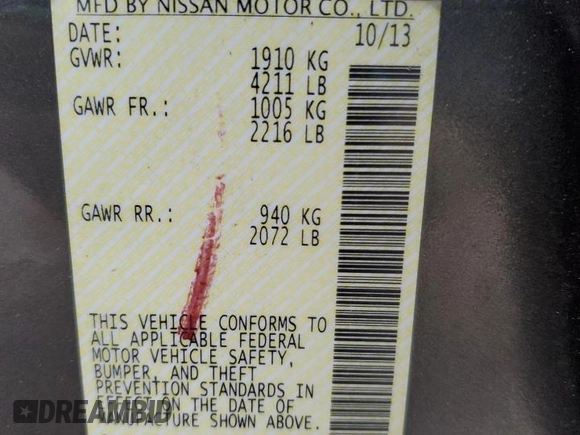 MFD BY NISSAN MOTOR CO., LTD.
DATE: 10/13
GVWR: 1910 KG
4211 LB
GAWR FR.: 1005 KG
2216 LB
GAWR RR.: 940 KG
2072 LB
THIS VEHICLE CONFORMS TO
ALL APPLICABLE FEDERAL
MOTOR VEHICLE SAFETY,
BUMPER, AND THEFT
PREVENTION STANDARDS IN
ON THE DATE OF
MANUFACTURE SHOWN ABOVE.
DREAMBID